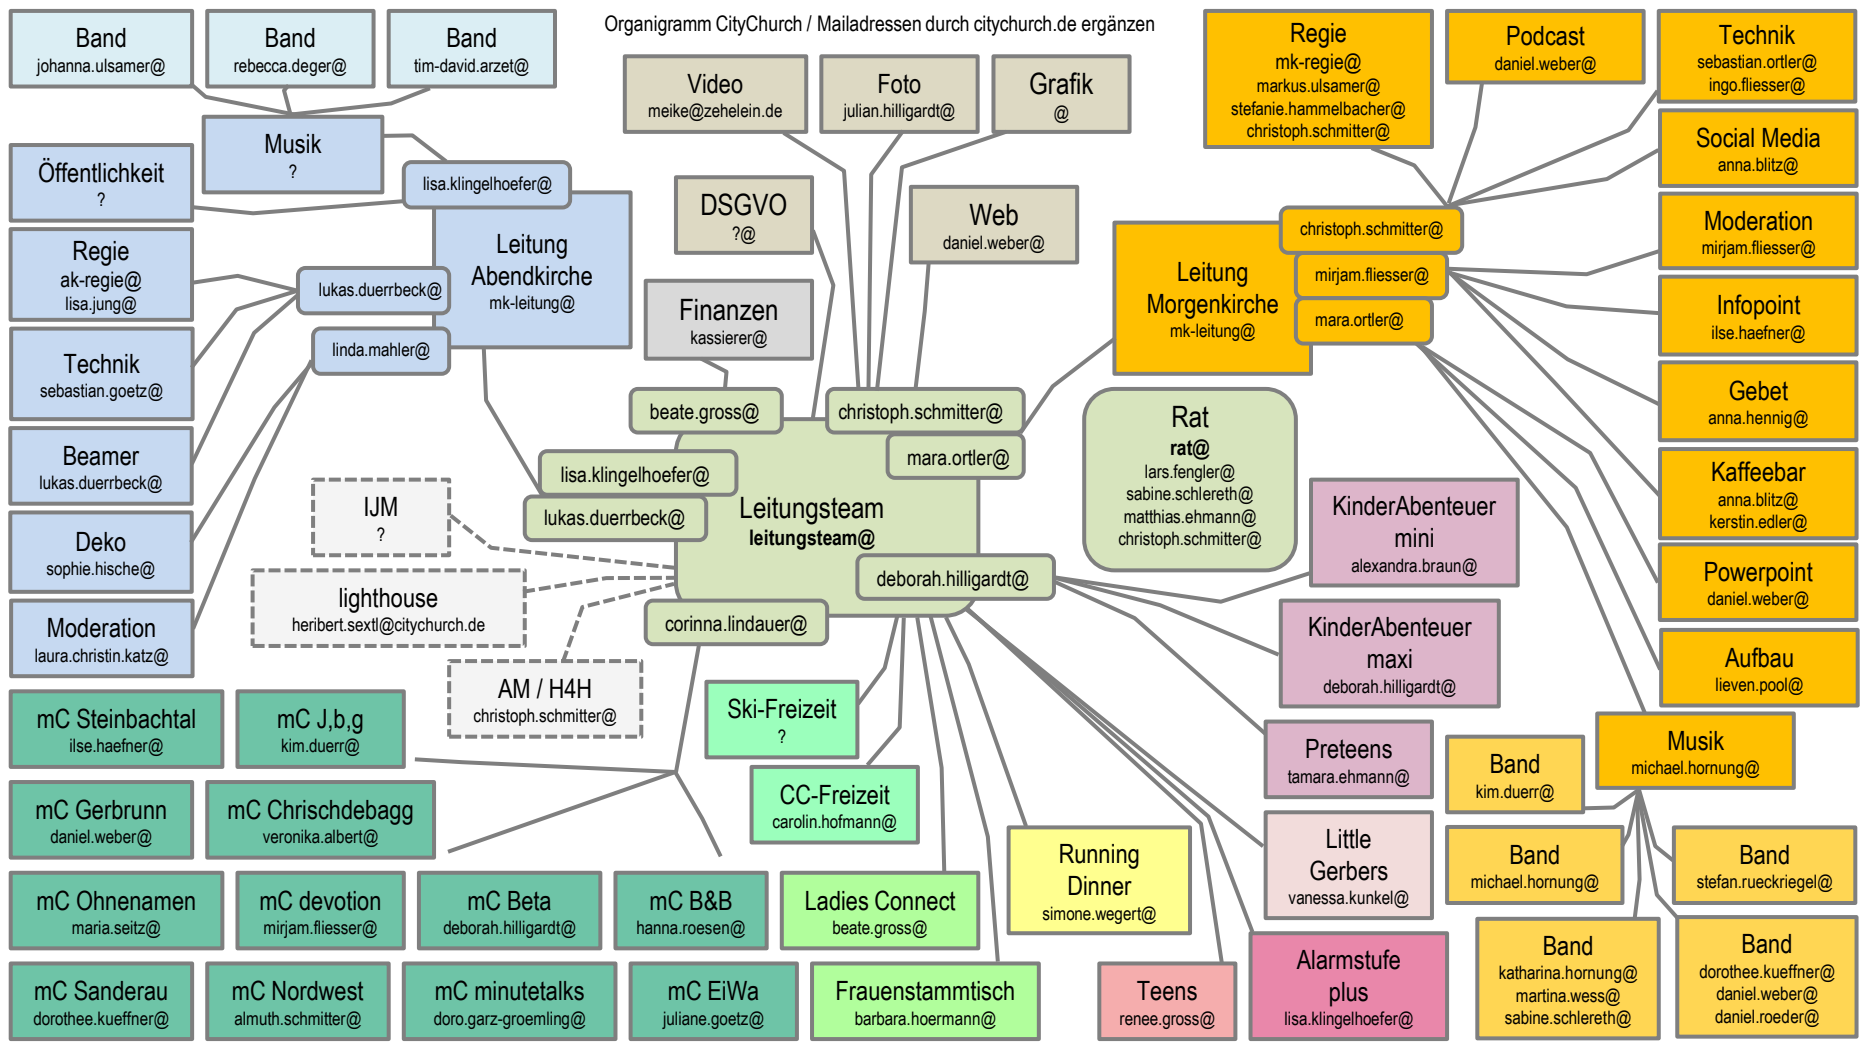 Organigramm CityChurch / Mailadressen durch citychurch.de ergänzen
Band
johanna.ulsamer@
Band
rebecca.deger@
Band
tim-david.arzet@
Musik
?
Öffentlichkeit
?
Regie
ak-regie@
lisa.jung@
Technik
sebastian.goetz@
Beamer
lukas.duerrbeck@
Deko
sophie.hische@
Moderation
laura.christin.katz@
lisa.klingelhoefer@
Leitung
Abendkirche
mk-leitung@
lukas.duerrbeck@
linda.mahler@
Video
meike@zehelein.de
Foto
julian.hilligardt@
Grafik
@
DSGVO
?@
Web
daniel.weber@
Finanzen
kassierer@
beate.gross@
christoph.schmitter@
mara.ortler@
lisa.klingelhoefer@
lukas.duerrbeck@
Leitungsteam
leitungsteam@
deborah.hilligardt@
corinna.lindauer@
IJM
?
lighthouse
heribert.sextl@citychurch.de
AM / H4H
christoph.schmitter@
Rat
rat@
lars.fengler@
sabine.schlereth@
matthias.ehmann@
christoph.schmitter@
Regie
mk-regie@
markus.ulsamer@
stefanie.hammelbacher@
christoph.schmitter@
Podcast
daniel.weber@
Technik
sebastian.ortler@
ingo.fliesser@
Social Media
anna.blitz@
Moderation
mirjam.fliesser@
Infopoint
ilse.haefner@
Gebet
anna.hennig@
Kaffeebar
anna.blitz@
kerstin.edler@
Powerpoint
daniel.weber@
Aufbau
lieven.pool@
Leitung
Morgenkirche
mk-leitung@
christoph.schmitter@
mirjam.fliesser@
mara.ortler@
Musik
michael.hornung@
Band
kim.duerr@
Band
michael.hornung@
Band
stefan.rueckriegel@
Band
katharina.hornung@
martina.wess@
sabine.schlereth@
Band
dorothee.kueffner@
daniel.weber@
daniel.roeder@
KinderAbenteuer
mini
alexandra.braun@
KinderAbenteuer
maxi
deborah.hilligardt@
Preteens
tamara.ehmann@
Little
Gerbers
vanessa.kunkel@
Alarmstufe
plus
lisa.klingelhoefer@
Teens
renee.gross@
Running
Dinner
simone.wegert@
Ski-Freizeit
?
CC-Freizeit
carolin.hofmann@
Ladies Connect
beate.gross@
Frauenstammtisch
barbara.hoermann@
mC Steinbachtal
ilse.haefner@
mC J,b,g
kim.duerr@
mC Gerbrunn
daniel.weber@
mC Chrischdebagg
veronika.albert@
mC Ohnenamen
maria.seitz@
mC devotion
mirjam.fliesser@
mC Beta
deborah.hilligardt@
mC B&B
hanna.roesen@
mC Sanderau
dorothee.kueffner@
mC Nordwest
almuth.schmitter@
mC minutetalks
doro.garz-groemling@
mC EiWa
juliane.goetz@